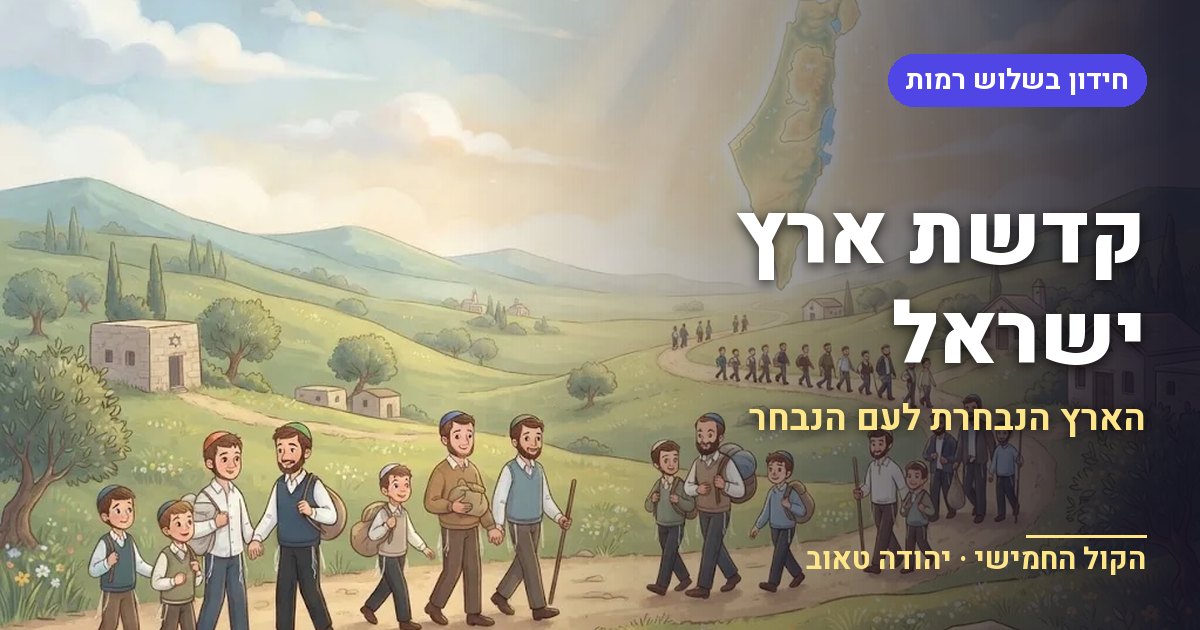 חידון בשלוש רמות
קדשת ארץ
ישראל
הארץ הנבחרת לעם הנבחר
הקול החמישי · יהודה טאוב